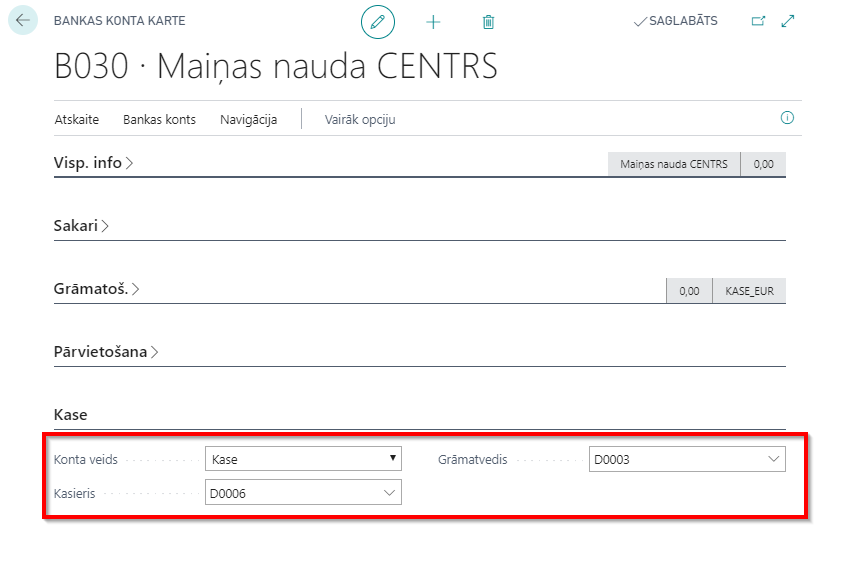 BANKAS KONTA KARTE
SAGLABĀTS
B030 · Maiņas nauda CENTRS
Atskaite Bankas konts Navigācija Vairāk opciju
Visp. info Maiņas nauda CENTRS 0,00
Sakari
Grāmatoš. 0,00 KASE_EUR
Pārvietošana
Kase
Konta veids Kase Grāmatvedis D0003
Kasieris D0006